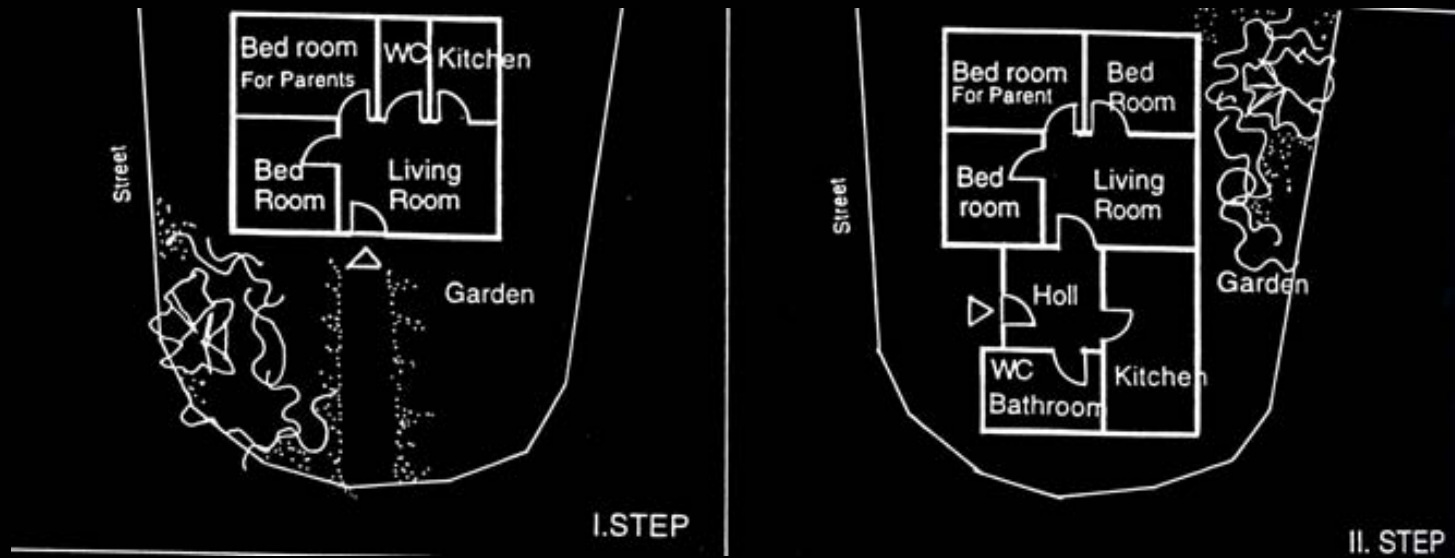 Bed room
For Parents
WC
Kitchen
Street
Bed
Room
Living
Room
Garden
I.STEP
Bed room
For Parent
Bed
Room
Street
Bed
room
Living
Room
Garden
Holl
WC
Bathroom
Kitchen
II. STEP